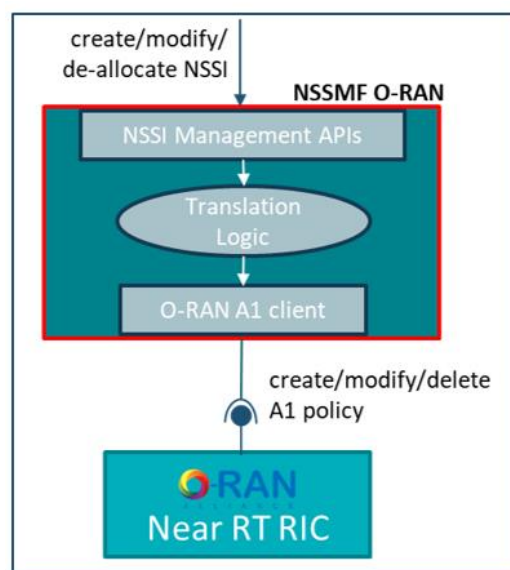 create/modify/
de-allocate NSSI
NSSMF O-RAN
NSSI Management APIs
Translation
Logic
O-RAN A1 client
create/modify/delete
A1 policy
O-RAN
ALLIANCE
Near RT RIC